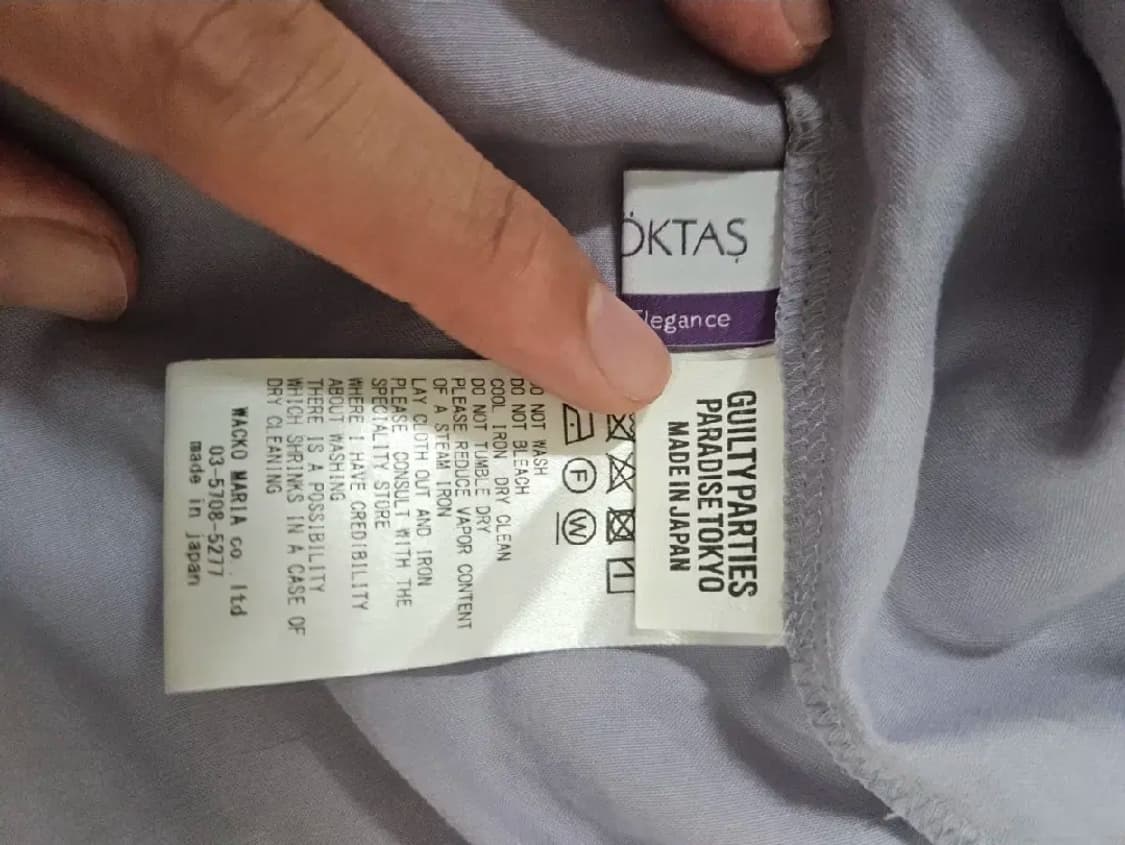 ÖKTAŞ
Elegance
GUILTY PARTIES
PARADISE TOKYO
MADE IN JAPAN
F
W
DO NOT WASH
DO NOT BLEACH
COOL IRON DRY CLEAN
DO NOT TUMBLE DRY
PLEASE REDUCE VAPOR CONTENT
OF A STEAM IRON
LAY CLOTH OUT AND IRON
PLEASE CONSULT WITH THE
SPECIALITY STORE
WHERE I HAVE CREDIBILITY
ABOUT WASHING
THERE IS A POSSIBILITY
WHICH SHRINKS IN A CASE OF
DRY CLEANING
WACKO MARIA co. ltd
03-5708-5277
made in japan